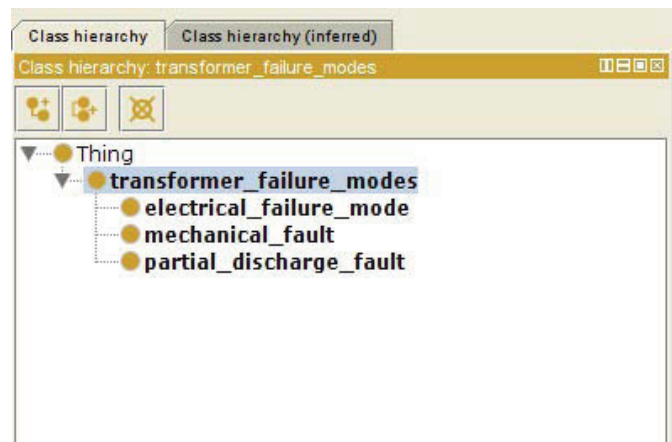 Class hierarchy Class hierarchy (inferred)
Class hierarchy: transformer_failure_modes
Thing
transformer_failure_modes
electrical_failure_mode
mechanical_fault
partial_discharge_fault